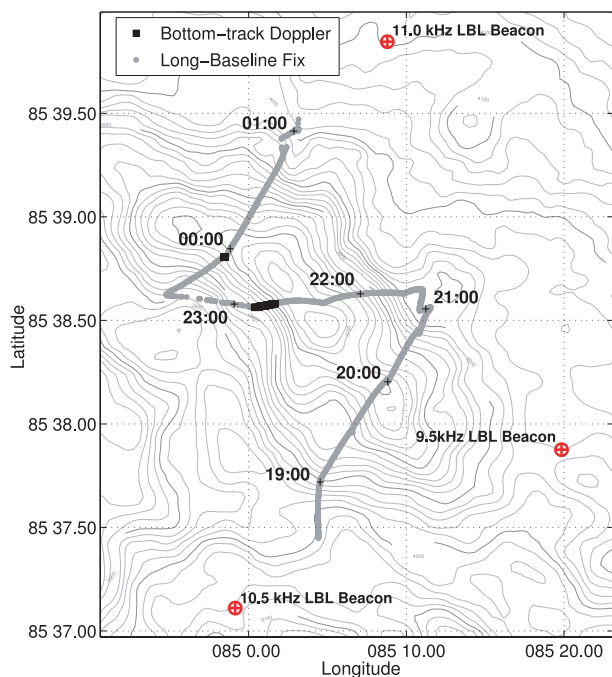 11.0 kHz LBL Beacon
Bottom-track Doppler
Long-Baseline Fix
85 39.50
01:00
85 39.00
00:00
22:00
21:00
85 38.50
23:00
Latitude
20:00
85 38.00
9.5kHz LBL Beacon
19:00
85 37.50
10.5 kHz LBL Beacon
85 37.00
085 0.00
085 10.00
085 20.00
Longitude